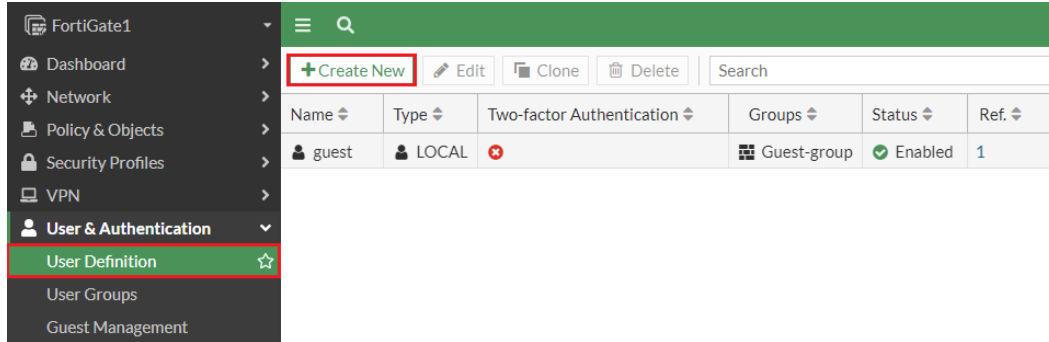 FortiGate1
Dashboard
Network
Policy & Objects
Security Profiles
VPN
User & Authentication
User Definition
User Groups
Guest Management
+Create New Edit Clone Delete Search
Name Type Two-factor Authentication Groups Status Ref.
guest LOCAL Guest-group Enabled 1